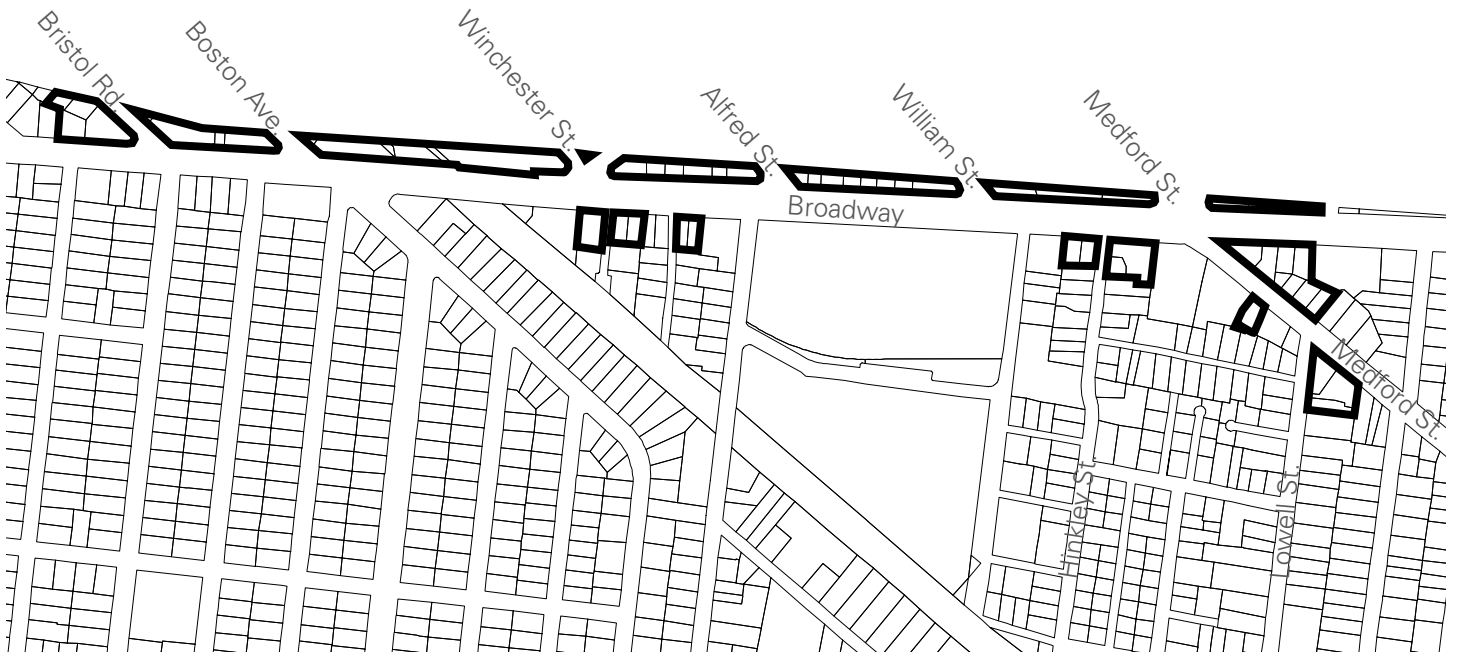 Bristol Rd.
Boston Ave.
Winchester St.
Alfred St.
William St.
Medford St.
Broadway
Medford St.
Hinkley St.
Lowell St.